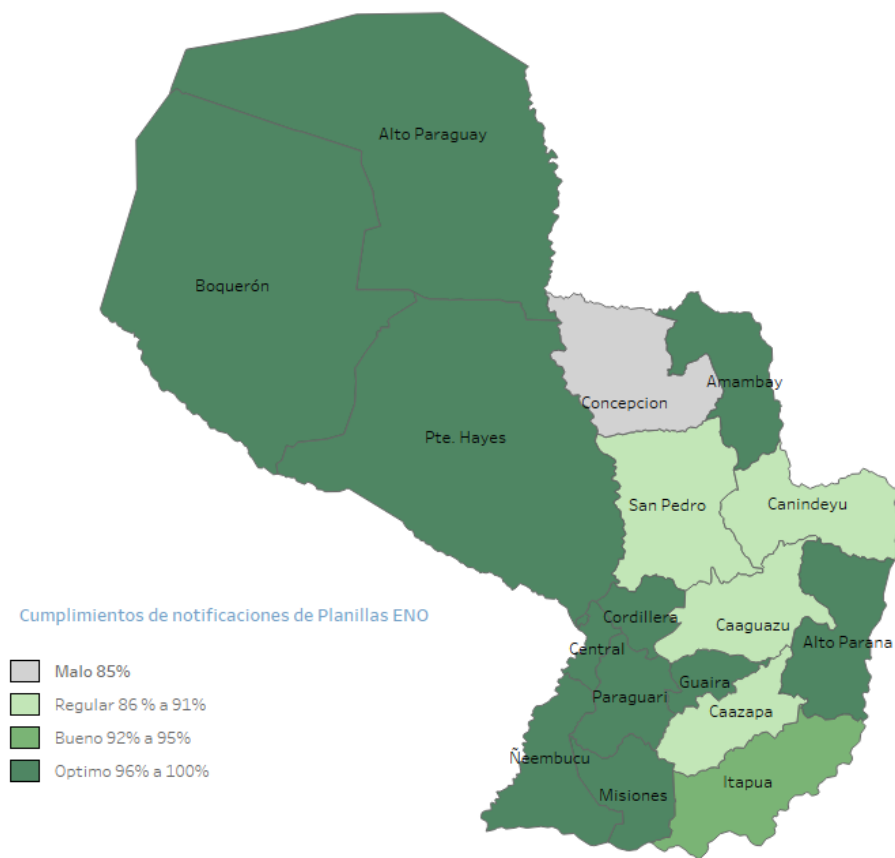 Alto Paraguay
Boquerón
Amambay
Concepcion
Pte. Hayes
San Pedro
Canindeyu
Cordillera
Caaguazu
Alto Parana
Central
Guaira
Paraguari
Caazapa
Ñeembucu
Itapua
Misiones
Cumplimientos de notificaciones de Planillas ENO
Malo 85%
Regular 86 % a 91%
Bueno 92% a 95%
Optimo 96% a 100%